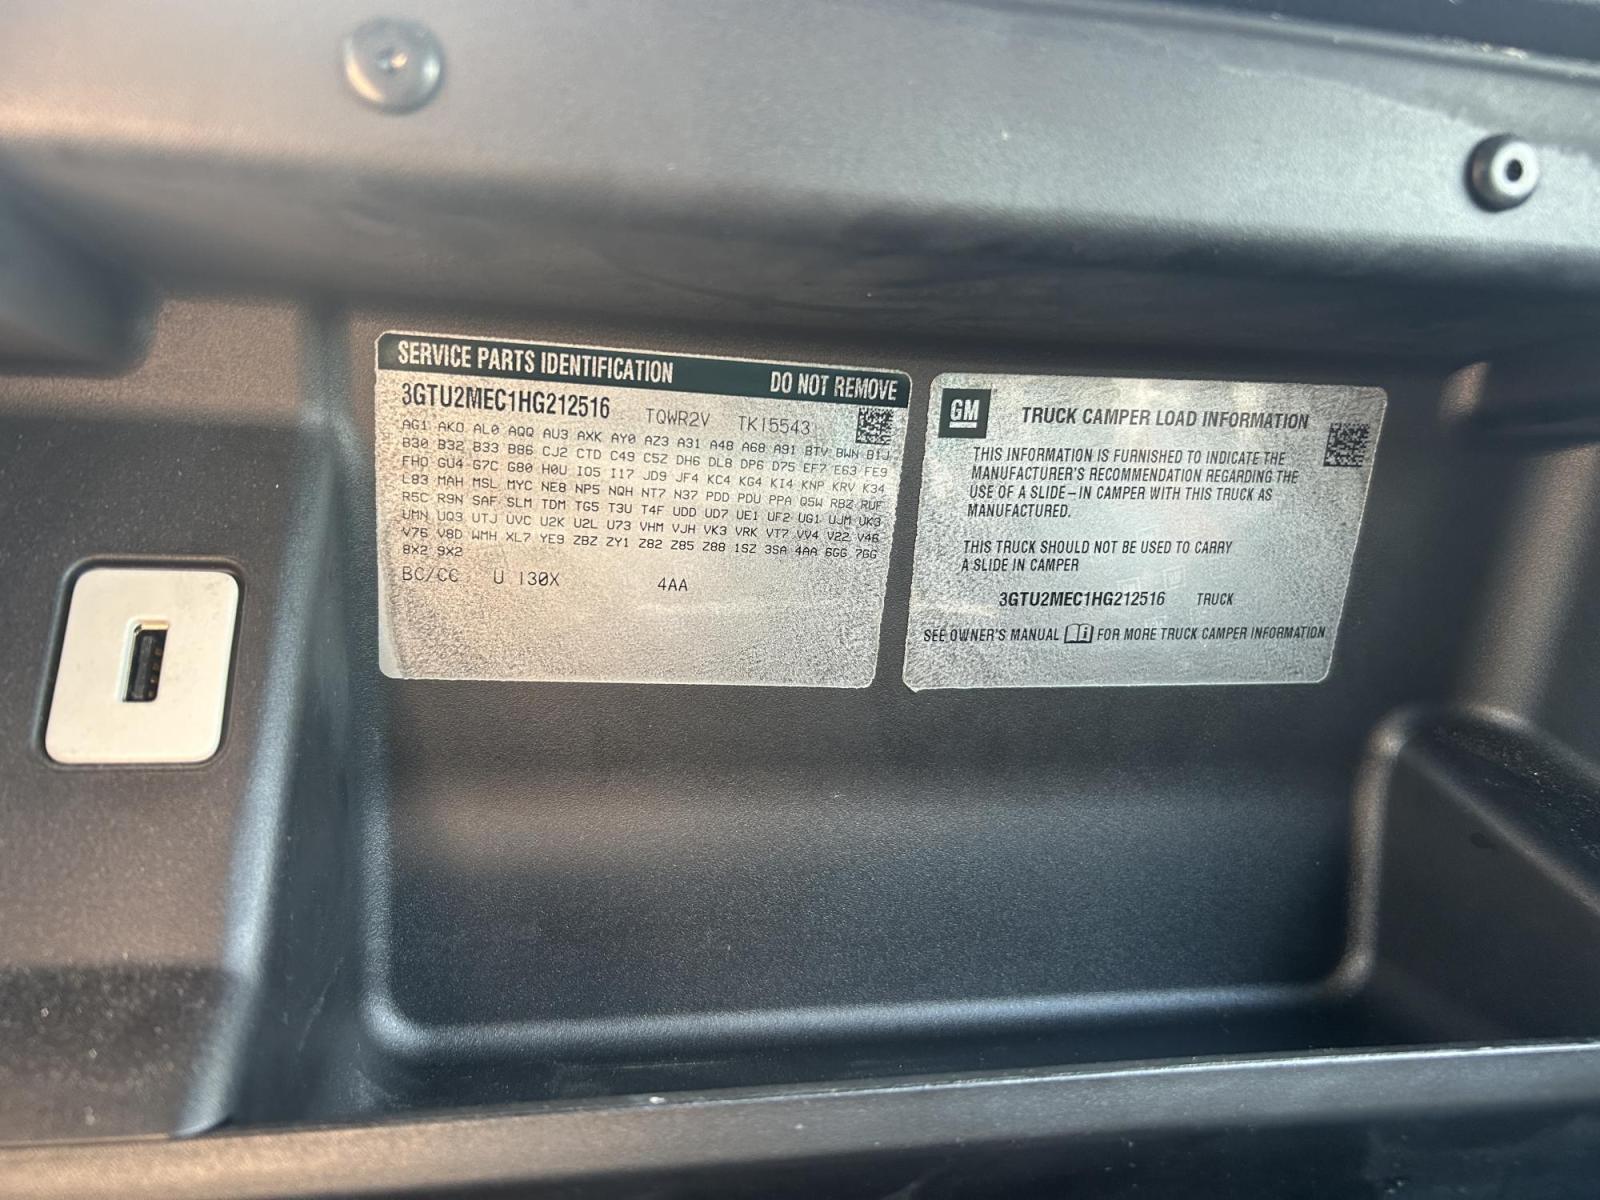 SERVICE PARTS IDENTIFICATION DO NOT REMOVE
3GTU2MEC1HG212516 TQWR2V TKI5543
AG1 AKO AL0 AQQ AU3 AXK AY0 AZ3 A31 A48 A68 A91 BTV BWN B1J
B30 B32 B33 B86 CJ2 CTD C49 C5Z DH6 DL8 DP6 D75 EF7 E63 FE9
FHO GU4 G7C G80 H0U IO5 I17 JD9 JF4 KC4 KG4 KI4 KNP KRV K34
L83 MAH MSL MYC NE8 NP5 NQH NT7 N37 PDD PDU PPA Q5W RBZ RUF
R5C R9N SAF SLM TDM TG5 T3U T4F UDD UD7 UE1 UF2 UG1 UJM UK3
UMN UQ3 UTJ UVC U2K U2L U73 VHM VJH VK3 VRK VT7 VV4 V22 V46
V76 V8D WMH XL7 YE9 ZBZ ZY1 Z82 Z85 Z88 1SZ 3SA 4AA 6GG 7GG
8X2 9X2
BC/CC U 130X 4AA
GM
TRUCK CAMPER LOAD INFORMATION
THIS INFORMATION IS FURNISHED TO INDICATE THE
MANUFACTURER'S RECOMMENDATION REGARDING THE
USE OF A SLIDE-IN CAMPER WITH THIS TRUCK AS
MANUFACTURED.
THIS TRUCK SHOULD NOT BE USED TO CARRY
A SLIDE IN CAMPER
3GTU2MEC1HG212516 TRUCK
SEE OWNER'S MANUAL FOR MORE TRUCK CAMPER INFORMATION